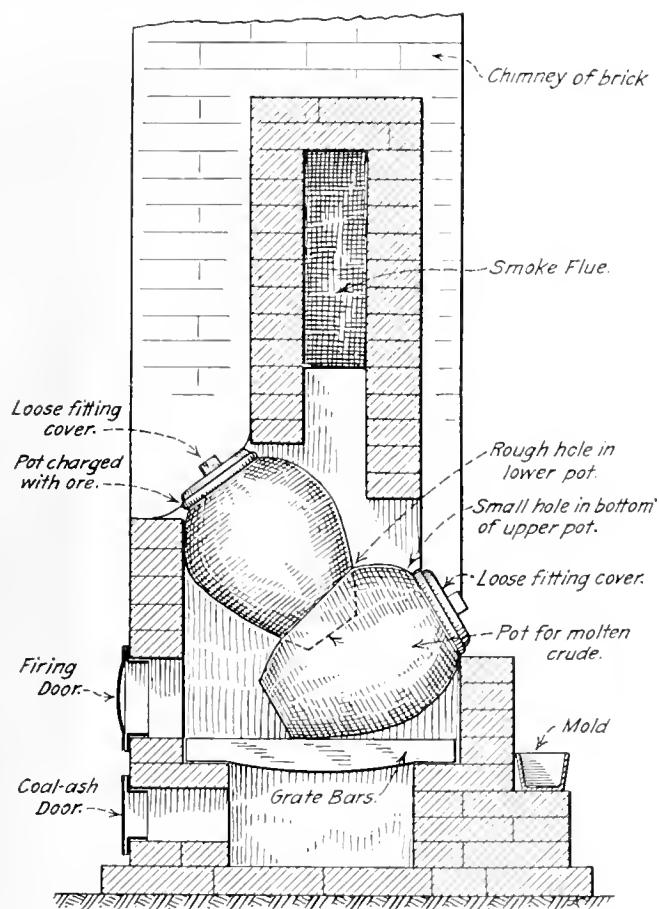 Chimney of brick
Smoke Flue.
Loose fitting
cover.
Pot charged
with ore.
Rough hole in
lower pot.
Small hole in bottom
of upper pot.
Loose fitting cover.
Pot for molten
crude.
Firing
Door.
Mold
Coal-ash
Door.
Grate Bars.